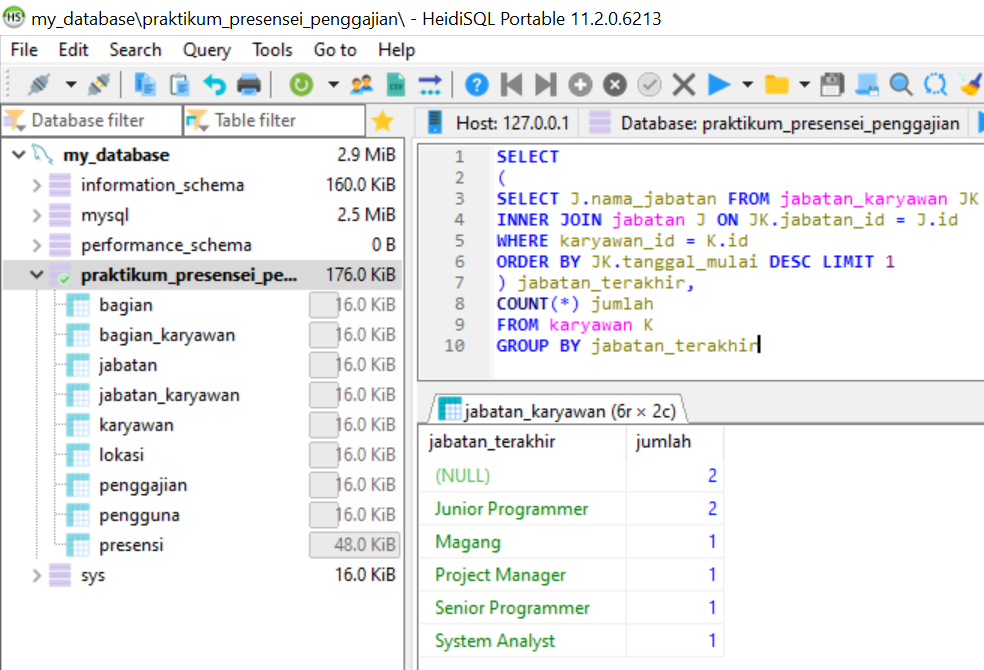 HS my_database\praktikum_presensei_penggajian\ - HeidiSQL Portable 11.2.0.6213
File Edit Search Query Tools Go to Help
Database filter Table filter
Host: 127.0.0.1 Database: praktikum_presensei_penggajian
my_database 2.9 MiB
information_schema 160.0 KiB
mysql 2.5 MiB
performance_schema 0 B
praktikum_presensei_pe... 176.0 KiB
bagian 16.0 KiB
bagian_karyawan 16.0 KiB
jabatan 16.0 KiB
jabatan_karyawan 16.0 KiB
karyawan 16.0 KiB
lokasi 16.0 KiB
penggajian 16.0 KiB
pengguna 16.0 KiB
presensi 48.0 KiB
sys 16.0 KiB
1 SELECT
2 (
3 SELECT J.nama_jabatan FROM jabatan_karyawan JK
4 INNER JOIN jabatan J ON JK.jabatan_id = J.id
5 WHERE karyawan_id = K.id
6 ORDER BY JK.tanggal_mulai DESC LIMIT 1
7 ) jabatan_terakhir,
8 COUNT(*) jumlah
9 FROM karyawan K
10 GROUP BY jabatan_terakhir
jabatan_karyawan (6r × 2c)
jabatan_terakhir jumlah
(NULL) 2
Junior Programmer 2
Magang 1
Project Manager 1
Senior Programmer 1
System Analyst 1